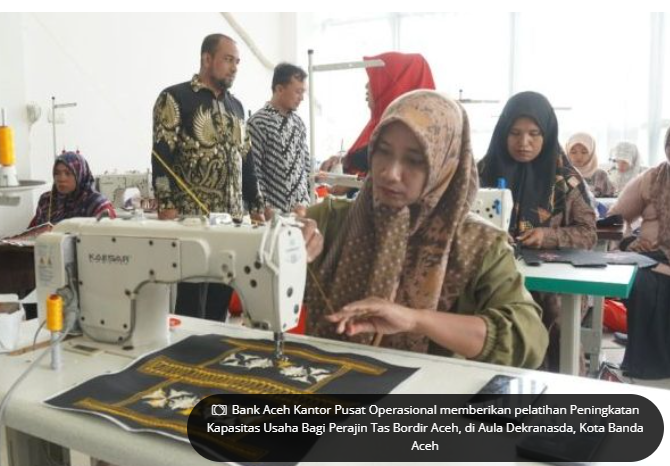 Bank Aceh Kantor Pusat Operasional memberikan pelatihan Peningkatan
Kapasitas Usaha Bagi Perajin Tas Bordir Aceh, di Aula Dekranasda, Kota Banda
Aceh